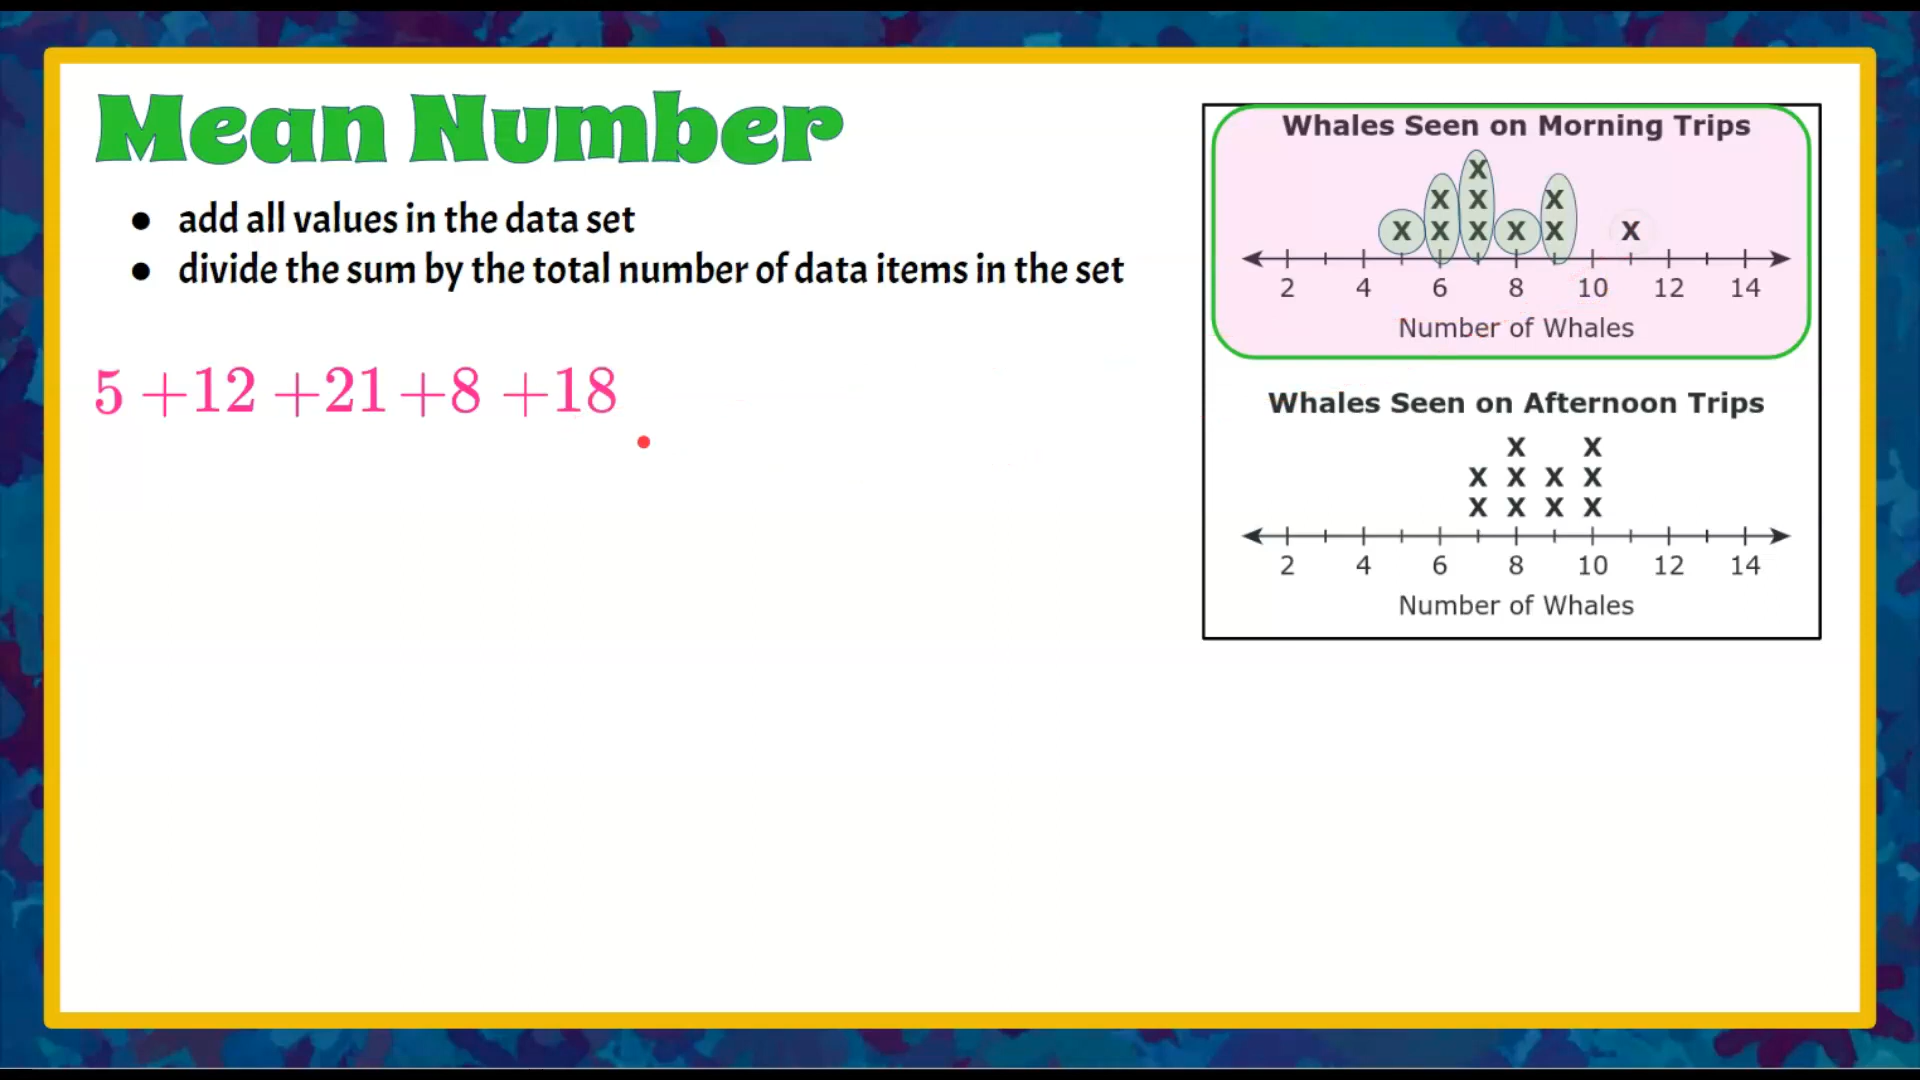 Mean Number
● add all values in the data set
● divide the sum by the total number of data items in the set
5 +12 +21 +8 +18
Whales Seen on Morning Trips
X
X X X
X X X X X X
2 4 6 8 10 12 14
Number of Whales
Whales Seen on Afternoon Trips
X X
X X X X
X X X X
2 4 6 8 10 12 14
Number of Whales